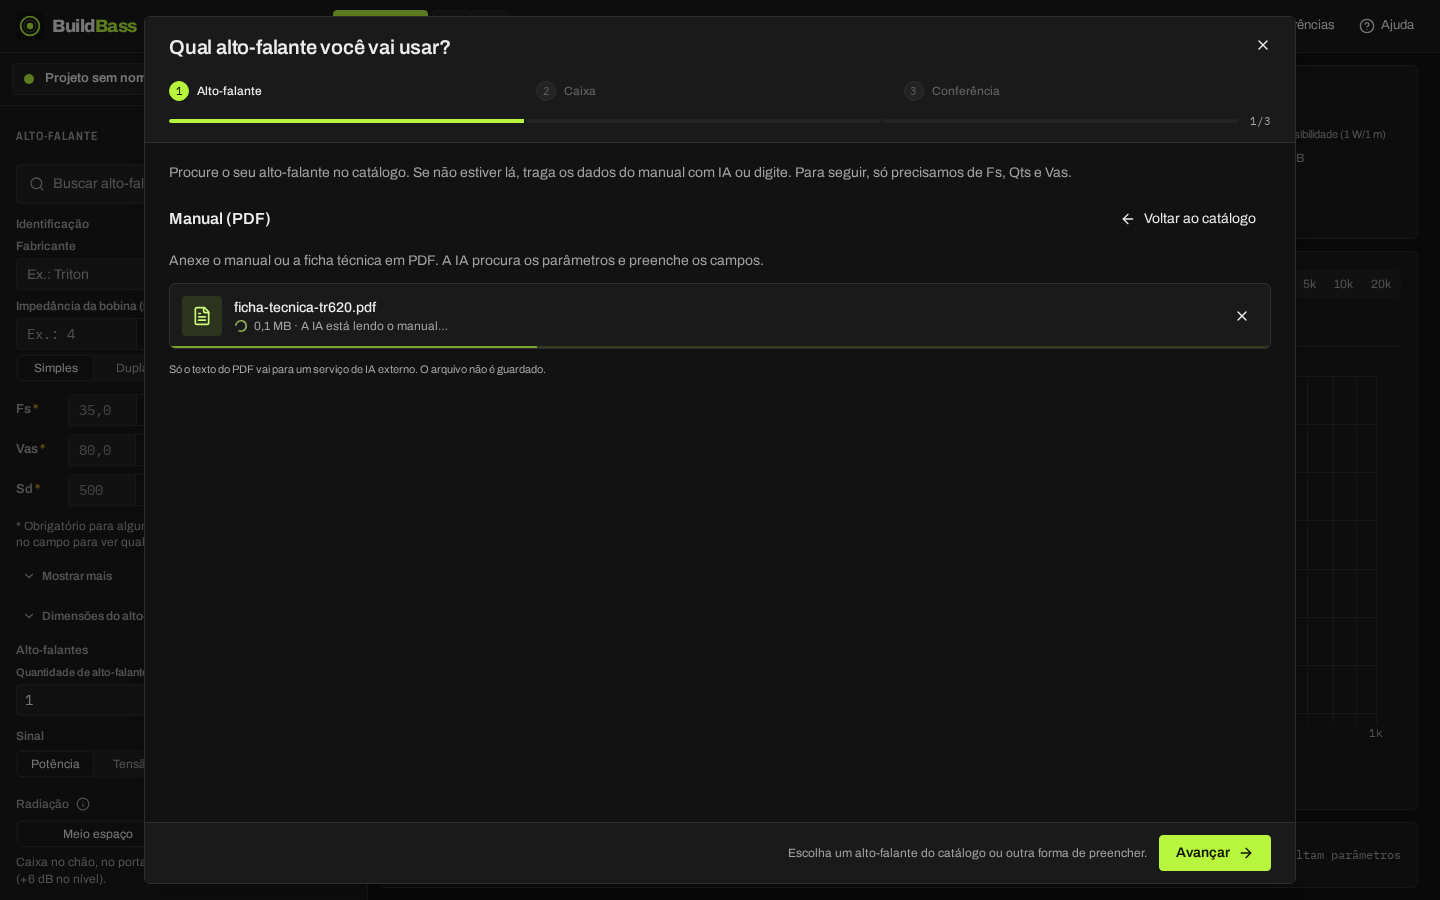 BuildBass
Qual alto-falante você vai usar?
rências
Ajuda
1 Alto-falante
2 Caixa
3 Conferência
1/3
Projeto sem nom
ALTO-FALANTE
Buscar alto-fal
Identificação
Fabricante
Ex.: Triton
Impedância da bobina (
Ex.: 4
Simples
Dupl
Fs*
35,0
Vas*
80,0
Sd*
500
* Obrigatório para algu
no campo para ver qual
Mostrar mais
Dimensões do alto-
Alto-falantes
Quantidade de alto-falante
1
Sinal
Potência
Tensã
Radiação
Meio espaço
Caixa no chão, no porta
(+6 dB no nível).
Procure o seu alto-falante no catálogo. Se não estiver lá, traga os dados do manual com IA ou digite. Para seguir, só precisamos de Fs, Qts e Vas.
Manual (PDF)
Voltar ao catálogo
Anexe o manual ou a ficha técnica em PDF. A IA procura os parâmetros e preenche os campos.
ficha-tecnica-tr620.pdf
0,1 MB · A IA está lendo o manual...
Só o texto do PDF vai para um serviço de IA externo. O arquivo não é guardado.
sibilidade (1 W/1 m)
B
5k
10k
20k
1k
ltam parâmetros
Escolha um alto-falante do catálogo ou outra forma de preencher.
Avançar